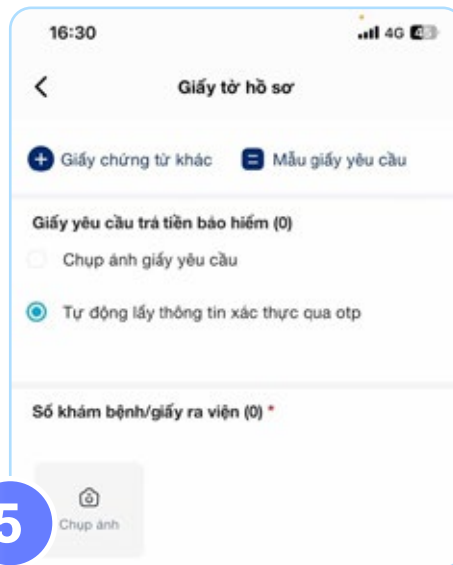 16:30
4G
Giấy tờ hồ sơ
Giấy chứng từ khác Mẫu giấy yêu cầu
Giấy yêu cầu trả tiền bảo hiểm (0)
Chụp ảnh giấy yêu cầu
Tự động lấy thông tin xác thực qua otp
Sổ khám bệnh/giấy ra viện (0) *
Chụp ảnh
5